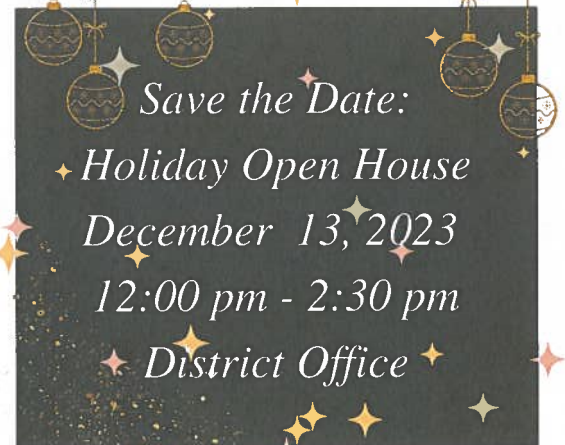 Save the Date:
Holiday Open House
December 13, 2023
12:00 pm - 2:30 pm
District Office